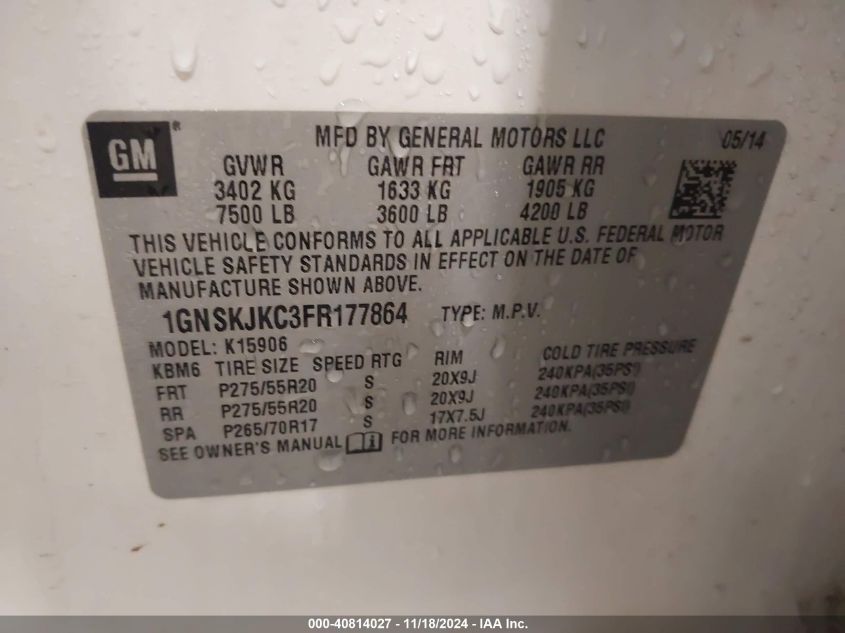 GM ®
MFD BY GENERAL MOTORS LLC 05/14
GVWR GAWR FRT GAWR RR
3402 KG 1633 KG 1905 KG
7500 LB 3600 LB 4200 LB
THIS VEHICLE CONFORMS TO ALL APPLICABLE U.S. FEDERAL MOTOR
VEHICLE SAFETY STANDARDS IN EFFECT ON THE DATE OF
MANUFACTURE SHOWN ABOVE.
1GNSKJKC3FR177864 TYPE: M.P.V.
MODEL: K15906
KBM6 TIRE SIZE SPEED RTG RIM COLD TIRE PRESSURE
FRT P275/55R20 S 20X9J 240KPA(35PSI)
RR P275/55R20 S 20X9J 240KPA(35PSI)
SPA P265/70R17 S 17X7.5J 240KPA(35PSI)
SEE OWNER'S MANUAL i FOR MORE INFORMATION.
000-40814027 - 11/18/2024 - IAA Inc.